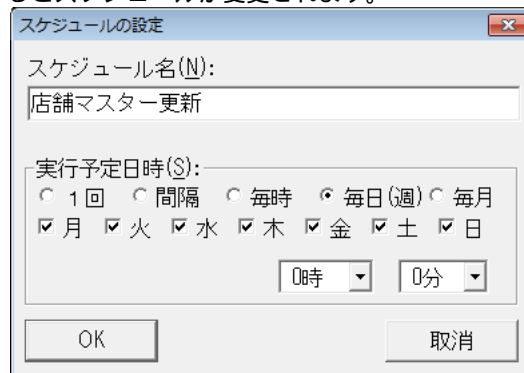 るとスケジュールが変更されます。
スケジュールの設定
スケジュール名(N):
店舗マスター更新
実行予定日時(S):
1回 間隔 毎時 毎日(週) 毎月
月 火 水 木 金 土 日
0時 0分
OK 取消